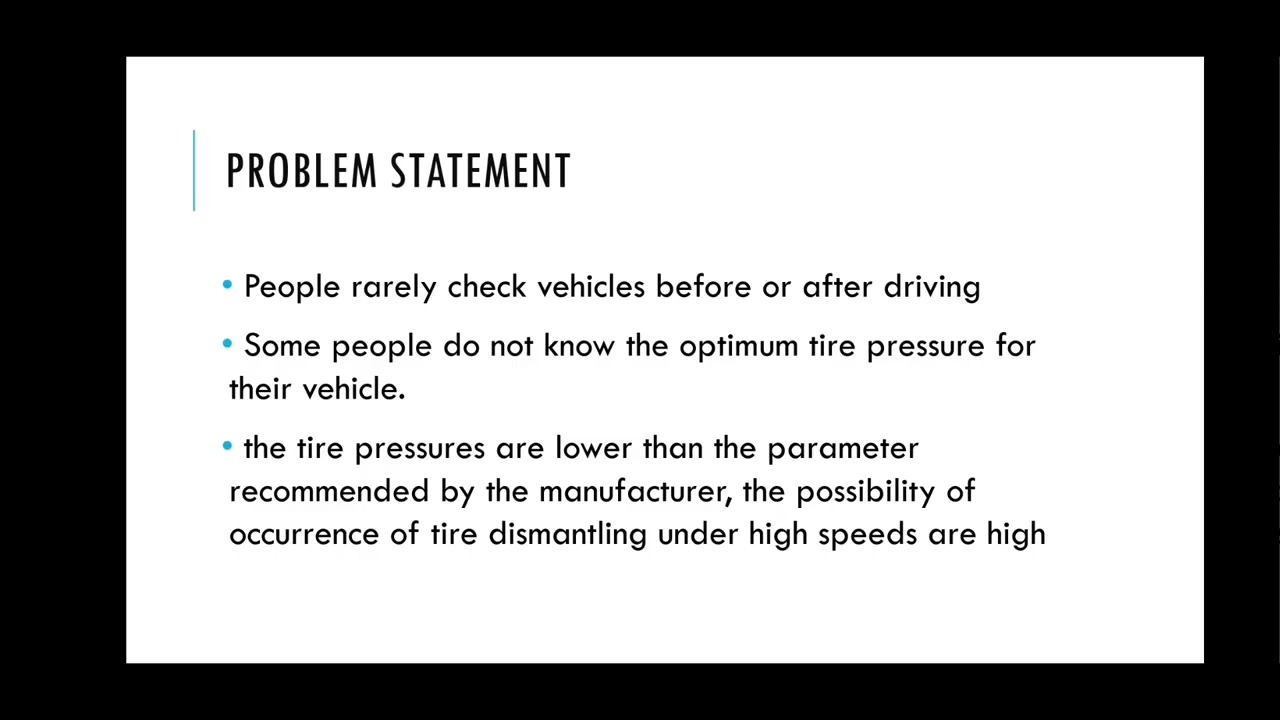 PROBLEM STATEMENT
• People rarely check vehicles before or after driving
• Some people do not know the optimum tire pressure for
their vehicle.
• the tire pressures are lower than the parameter
recommended by the manufacturer, the possibility of
occurrence of tire dismantling under high speeds are high